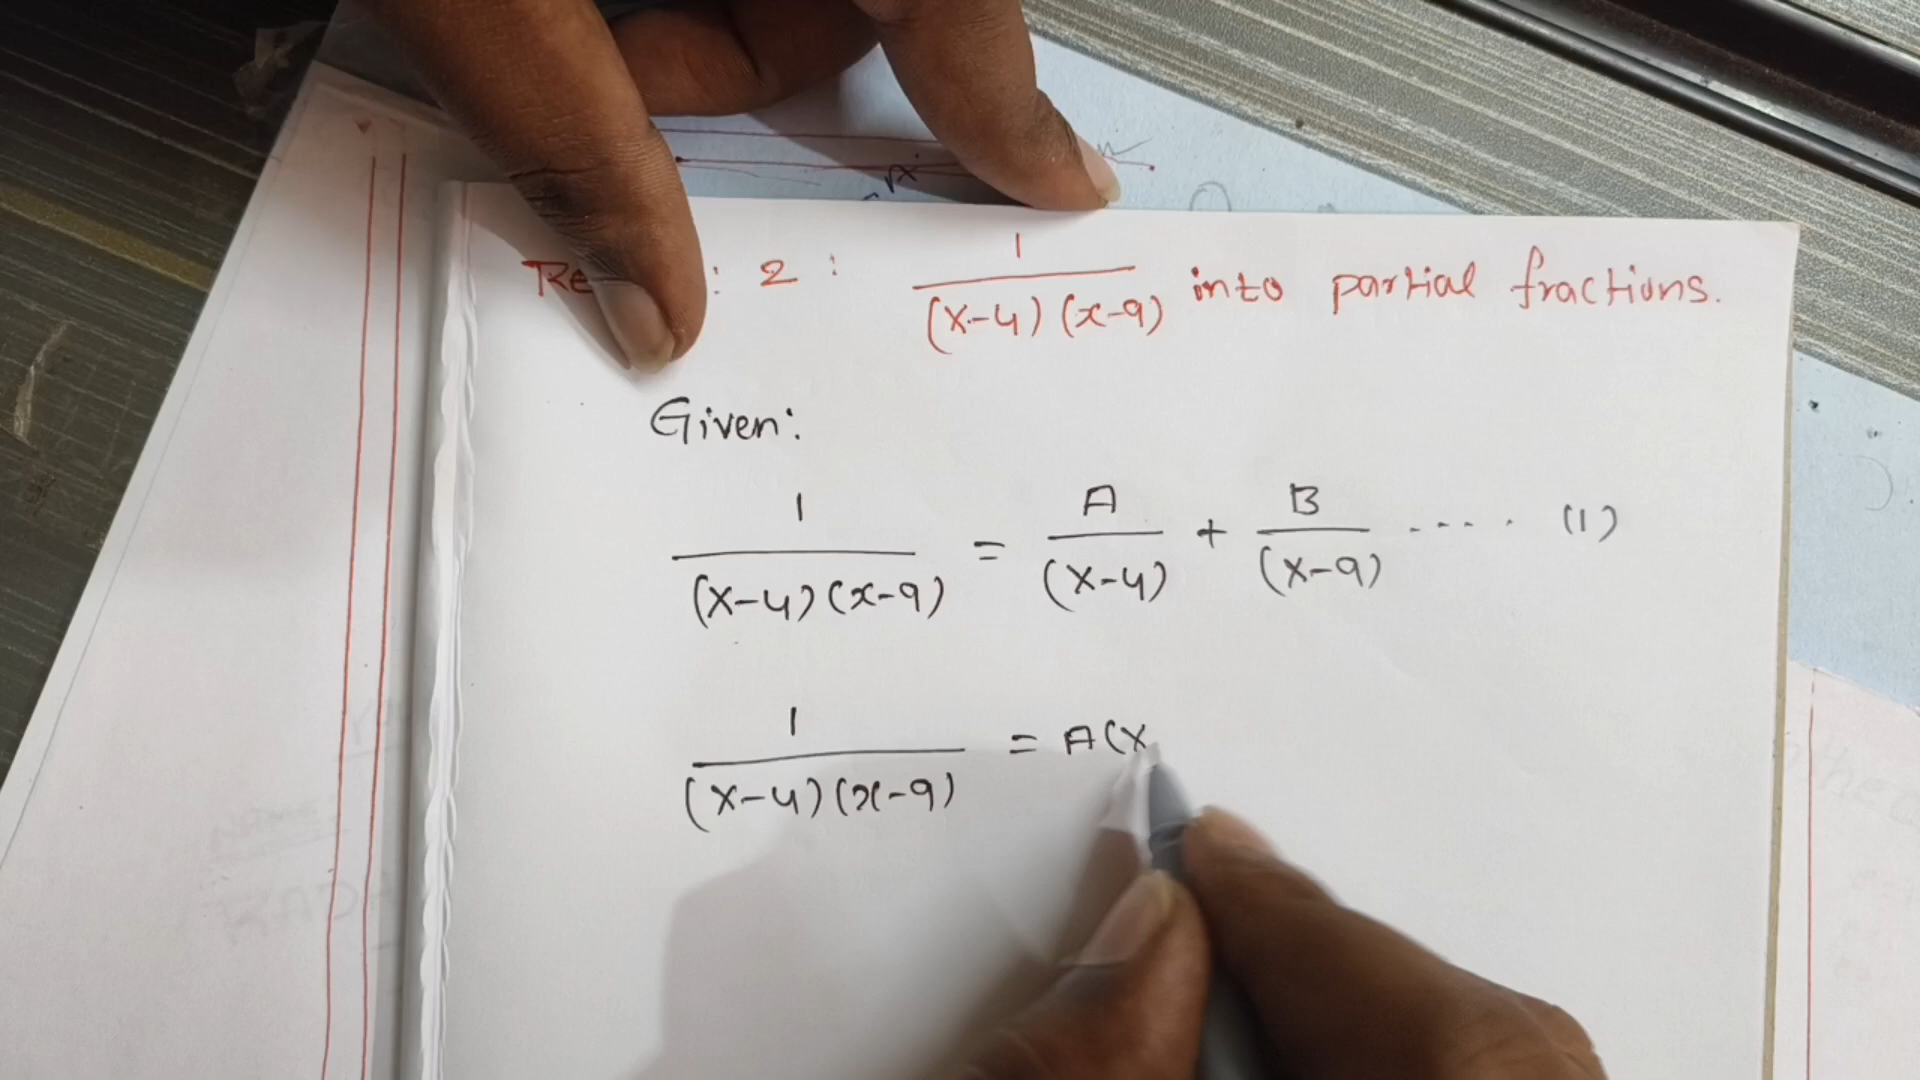 : 2 : 1/(x-4)(x-9) into partial fractions.
Given:
1/(x-4)(x-9) = A/(x-4) + B/(x-9) ..... (1)
1/(x-4)(x-9) = A(x